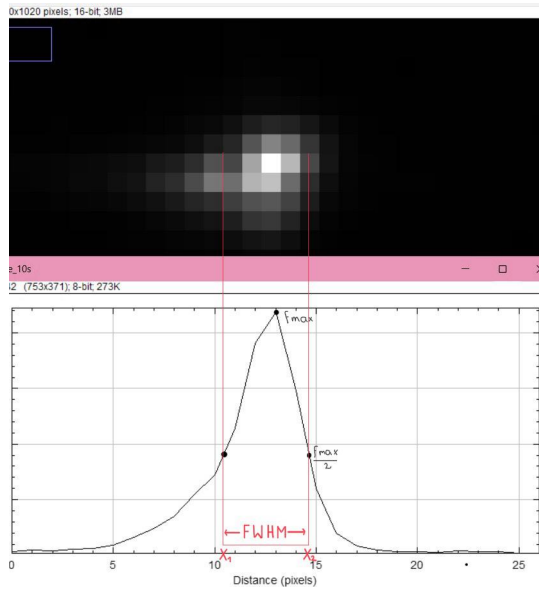 0x1020 pixels; 16-bit; 3MB
e_10s
62 (753x371); 8-bit; 273K
fmax
fmax
2
FWHM
X1
X2
0 5 10 15 20 25
Distance (pixels)